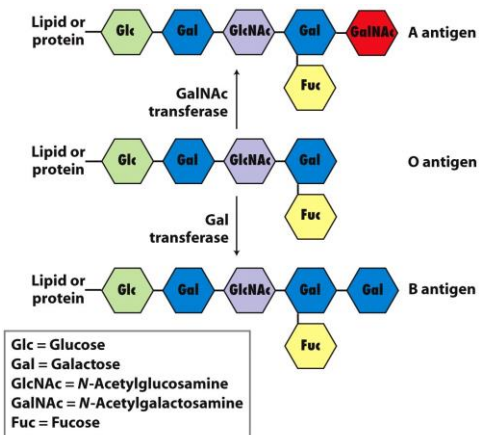 Lipid or
protein
Glc
Gal
GlcNAc
Gal
GalNAc
A antigen
Fuc
GalNAc
transferase
Lipid or
protein
Glc
Gal
GlcNAc
Gal
O antigen
Fuc
Gal
transferase
Lipid or
protein
Glc
Gal
GlcNAc
Gal
Gal
B antigen
Fuc
Glc = Glucose
Gal = Galactose
GlcNAc = N-Acetylglucosamine
GalNAc = N-Acetylgalactosamine
Fuc = Fucose